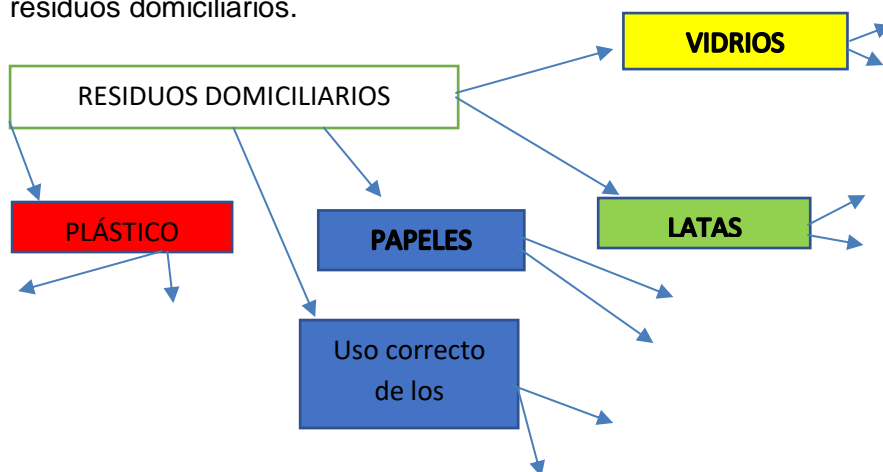 residuos domiciliarios.
VIDRIOS
RESIDUOS DOMICILIARIOS
PLÁSTICO
PAPELES
LATAS
Uso correcto
de los